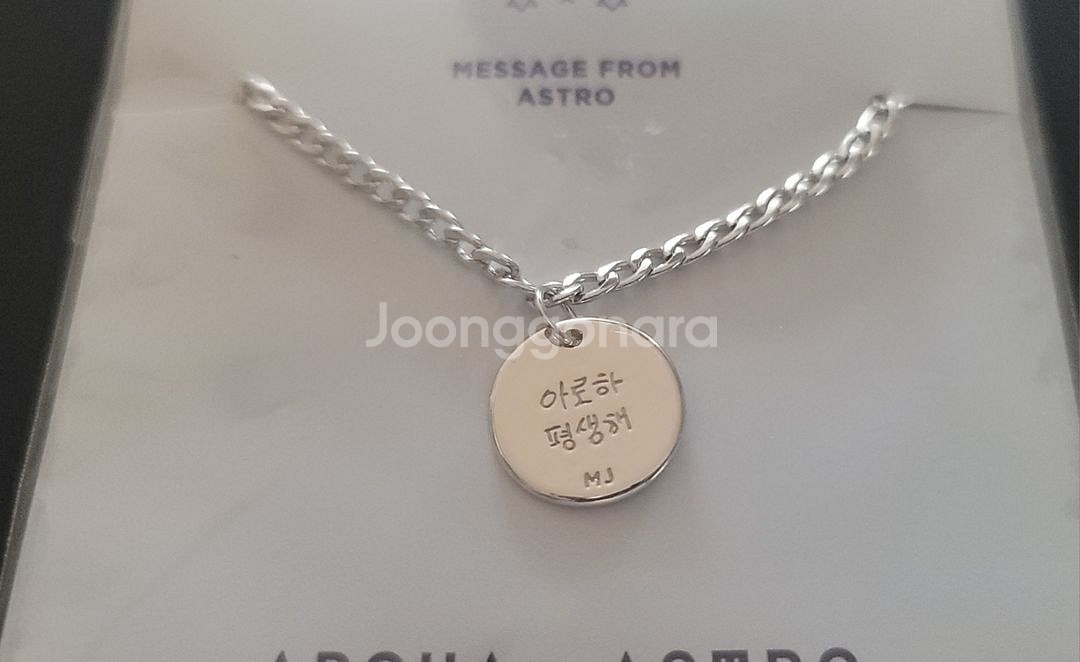 MESSAGE FROM
ASTRO
Joonggonara
아로하
평생해
MJ